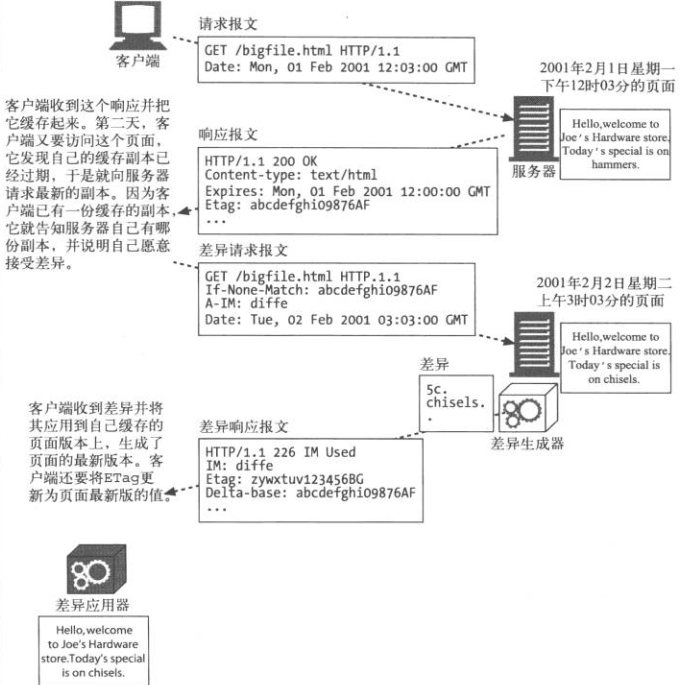 请求报文
GET /bigfile.html HTTP/1.1
Date: Mon, 01 Feb 2001 12:03:00 GMT
客户端
2001年2月1日星期一
下午12时03分的页面
Hello,welcome to
Joe's Hardware store.
Today's special is on
hammers.
服务器
客户端收到这个响应并把
它缓存起来。第二天，客
户端又要访问这个页面，
它发现自己的缓存副本已
经过期，于是就向服务器
请求最新的副本。因为客
户端已有一份缓存的副本，
它就告知服务器自己有哪
份副本，并说明自己愿意
接受差异。
响应报文
HTTP/1.1 200 OK
Content-type: text/html
Expires: Mon, 01 Feb 2001 12:00:00 GMT
Etag: abcdefghi09876AF
...
差异请求报文
GET /bigfile.html HTTP.1.1
If-None-Match: abcdefghi09876AF
A-IM: diffe
Date: Tue, 02 Feb 2001 03:03:00 GMT
2001年2月2日星期二
上午3时03分的页面
Hello,welcome to
Joe's Hardware store.
Today's special is
on chisels.
服务器
差异
5c.
chisels.
.
差异生成器
客户端收到差异并将
其应用到自己缓存的
页面版本上，生成了
页面的最新版本。客
户端还要将ETag更
新为页面最新版的值。
差异响应报文
HTTP/1.1 226 IM Used
IM: diffe
Etag: zywxtuv123456BG
Delta-base: abcdefghi09876AF
...
差异应用器
Hello,welcome
to Joe's Hardware
store.Today's special
is on chisels.